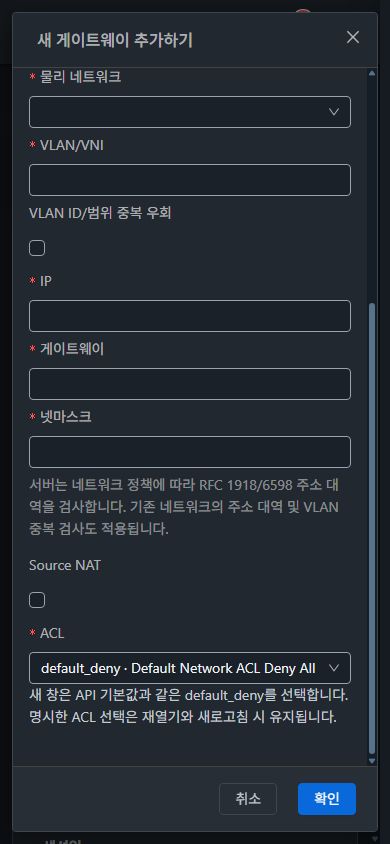 새 게이트웨이 추가하기
* 물리 네트워크
* VLAN/VNI
VLAN ID/범위 중복 우회
* IP
* 게이트웨이
* 넷마스크
서버는 네트워크 정책에 따라 RFC 1918/6598 주소 대
역을 검사합니다. 기존 네트워크의 주소 대역 및 VLAN
중복 검사도 적용됩니다.
Source NAT
* ACL
default_deny · Default Network ACL Deny All
새 창은 API 기본값과 같은 default_deny를 선택합니다.
명시한 ACL 선택은 재열기와 새로고침 시 유지됩니다.
취소
확인